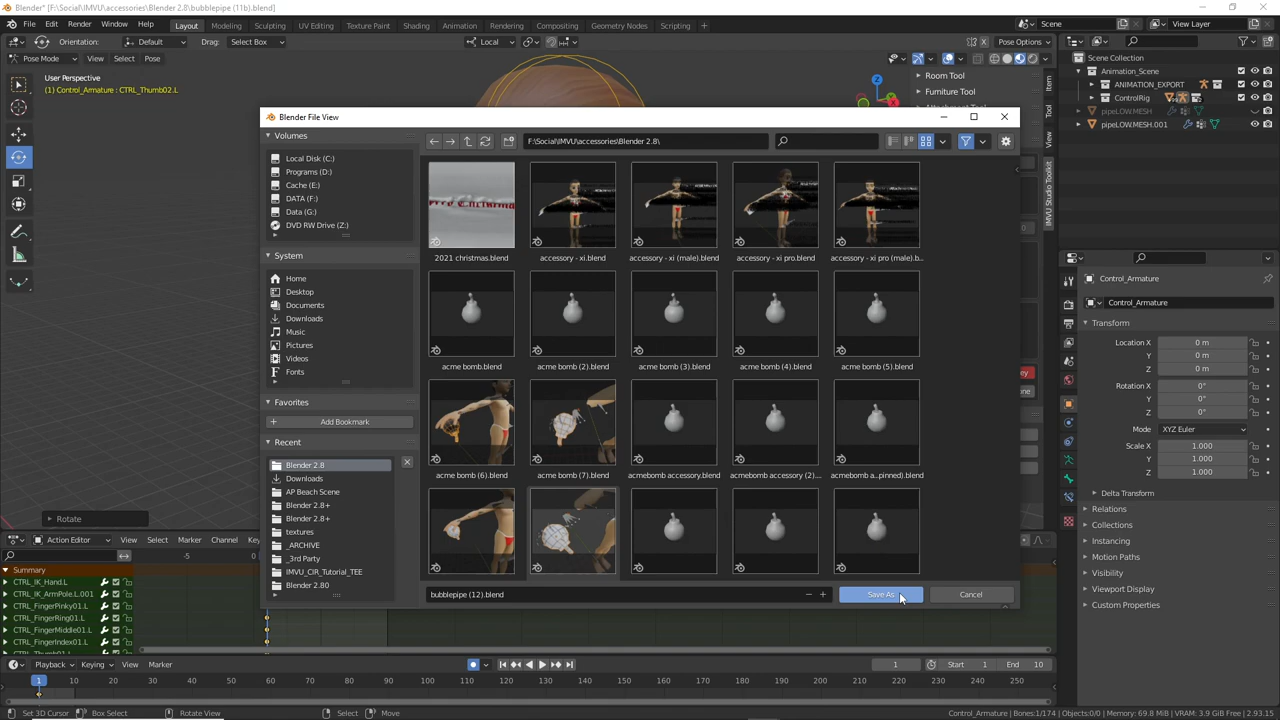 Blender* [F:\Social\IMVU\accessories\Blender 2.8\bubblepipe (11b).blend]
File Edit Render Window Help Layout Modeling Sculpting UV Editing Texture Paint Shading Animation Rendering Compositing Geometry Nodes Scripting + Scene View Layer
Orientation: Default Drag: Select Box Local Pose Options
Pose Mode View Select Pose
User Perspective
(1) Control_Armature : CTRL_Thumb02.L
Room Tool
Furniture Tool
Item
Tool
View
IMVU Studio Toolkit
Scene Collection
Animation_Scene
ANIMATION_EXPORT
ControlRig
pipeLOW.MESH
pipeLOW.MESH.001
Blender File View
Volumes
Local Disk (C:)
Programs (D:)
Cache (E:)
DATA (F:)
Data (G:)
DVD RW Drive (Z:)
System
Home
Desktop
Documents
Downloads
Music
Pictures
Videos
Fonts
Favorites
Add Bookmark
Recent
Blender 2.8
Downloads
AP Beach Scene
Blender 2.8+
Blender 2.8+
textures
_ARCHIVE
_3rd Party
IMVU_CIR_Tutorial_TEE
Blender 2.80
F:\Social\IMVU\accessories\Blender 2.8\
2021 christmas.blend accessory - xi.blend accessory - xi (male).blend accessory - xi pro.blend accessory - xi pro (male).b...
acme bomb.blend acme bomb (2).blend acme bomb (3).blend acme bomb (4).blend acme bomb (5).blend
acme bomb (6).blend acme bomb (7).blend acmebomb accessory.blend acmebomb accessory (2)... acmebomb a...pinned).blend
bubblepipe (12).blend Save As Cancel
Control_Armature
Control_Armature
Transform
Location X 0 m
Y 0 m
Z 0 m
Rotation X 0°
Y 0°
Z 0°
Mode XYZ Euler
Scale X 1.000
Y 1.000
Z 1.000
Delta Transform
Relations
Collections
Instancing
Motion Paths
Visibility
Viewport Display
Custom Properties
Rotate
Action Editor View Select Marker Channel
-5 0
Summary
CTRL_IK_Hand.L
CTRL_IK_ArmPole.L.001
CTRL_FingerPinky01.L
CTRL_FingerRing01.L
CTRL_FingerMiddle01.L
CTRL_FingerIndex01.L
CTRL_Thumb01.L
Playback Keying View Marker 1 Start 1 End 10
1 10 20 30 40 50 60 70 80 90 100 110 120 130 140 150 160 170 180 190 200 210 220 230 240 250
Set 3D Cursor Box Select Rotate View Select Move Control_Armature | Bones:1/174 | Objects:0/0 | Memory: 69.8 MiB | VRAM: 3.9 GiB Free | 2.93.15